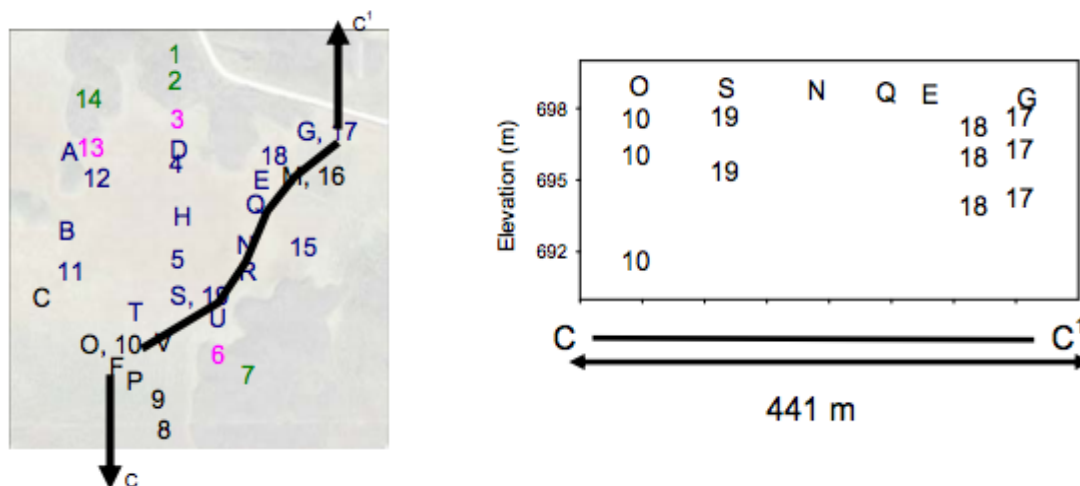 C1
1
2
14
3
G, 17
A 13
D
4
18
12
E
M, 16
Q
H
B
N
15
5
R
11
C
S, 19
T
U
O, 10 V
6
F
P
7
9
8
C
Elevation (m)
698
695
692
O S N Q E G
10 19 18 17
10 19 18 17
18 17
10
C C1
441 m